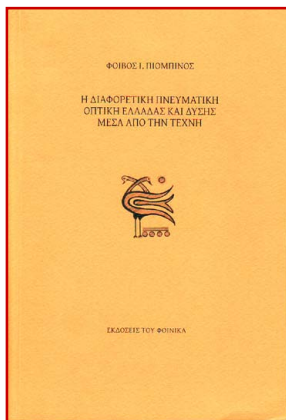 ΦΟΙΒΟΣ Ι. ΠΙΟΜΠΙΝΟΣ
Η ΔΙΑΦΟΡΕΤΙΚΗ ΠΝΕΥΜΑΤΙΚΗ
ΟΠΤΙΚΗ ΕΛΛΑΔΑΣ ΚΑΙ ΔΥΣΗΣ
ΜΕΣΑ ΑΠΟ ΤΗΝ ΤΕΧΝΗ
ΕΚΔΟΣΕΙΣ ΤΟΥ ΦΟΙΝΙΚΑ